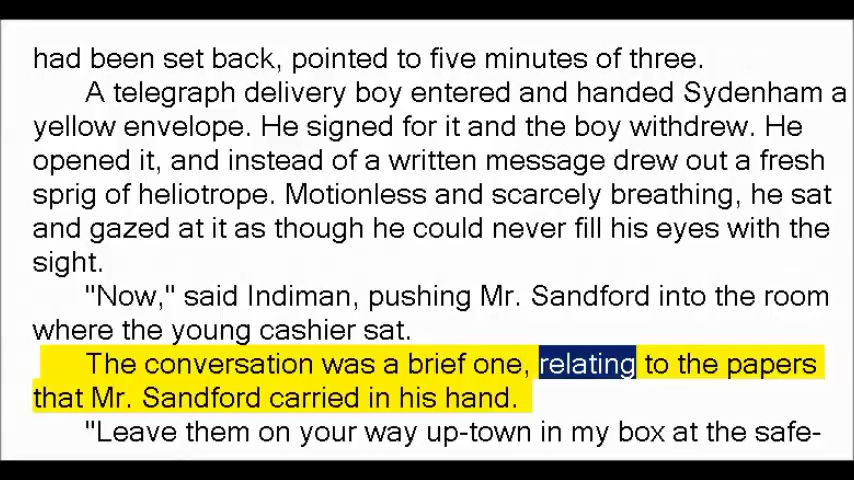 had been set back, pointed to five minutes of three.
A telegraph delivery boy entered and handed Sydenham a
yellow envelope. He signed for it and the boy withdrew. He
opened it, and instead of a written message drew out a fresh
sprig of heliotrope. Motionless and scarcely breathing, he sat
and gazed at it as though he could never fill his eyes with the
sight.
"Now," said Indiman, pushing Mr. Sandford into the room
where the young cashier sat.
The conversation was a brief one, relating to the papers
that Mr. Sandford carried in his hand.
"Leave them on your way up-town in my box at the safe-